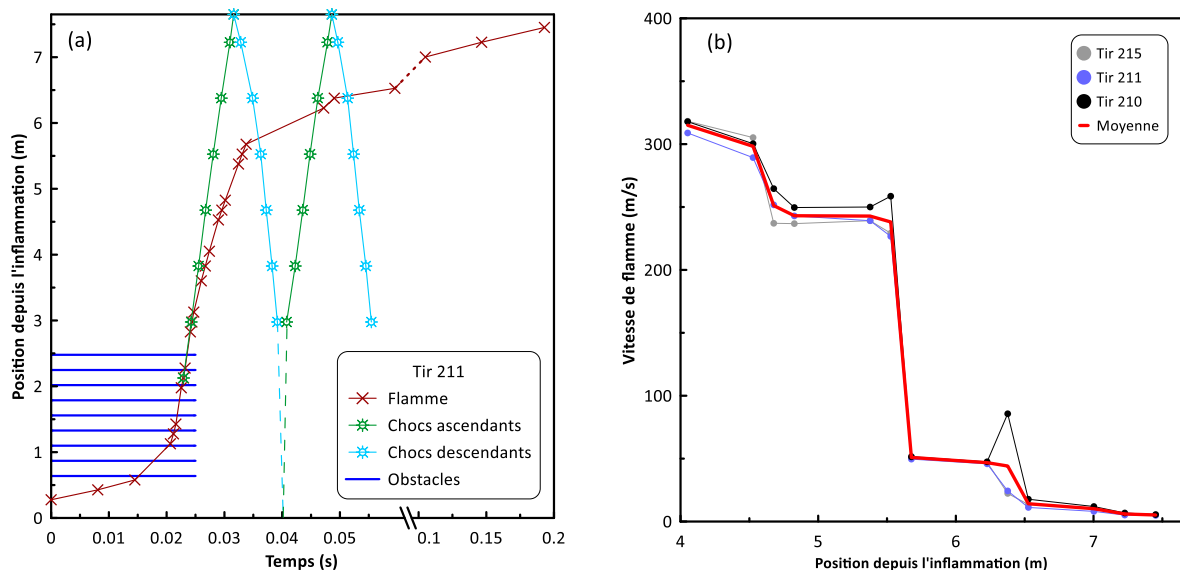 (a)
Position depuis l'inflammation (m)
7
6
5
4
3
2
1
0
0
0.01
0.02
0.03
0.04
0.05
0.1
0.15
0.2
Temps (s)
Tir 211
Flamme
Chocs ascendants
Chocs descendants
Obstacles
(b)
Vitesse de flamme (m/s)
400
300
200
100
0
4
5
6
7
Position depuis l'inflammation (m)
Tir 215
Tir 211
Tir 210
Moyenne